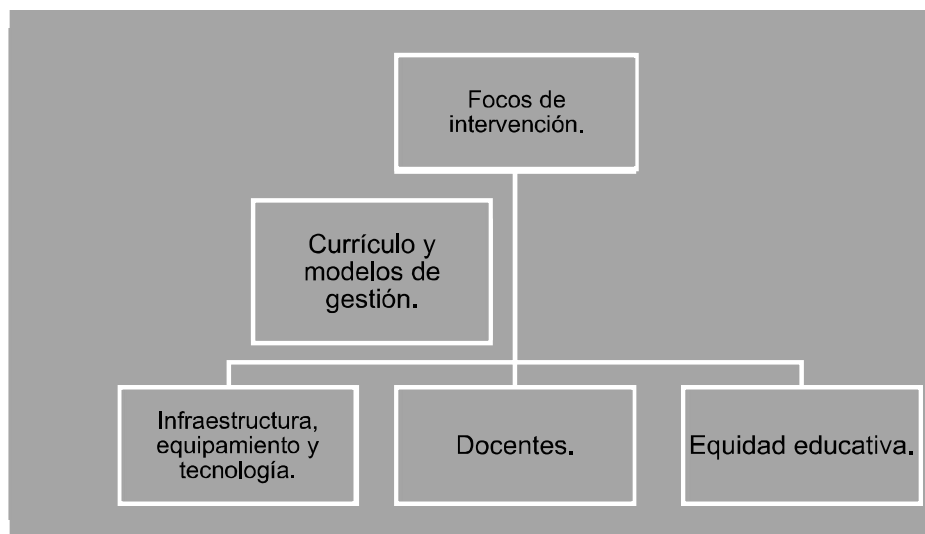 Focos de
intervención.
Currículo y
modelos de
gestión.
Infraestructura,
equipamiento y
tecnología.
Docentes.
Equidad educativa.